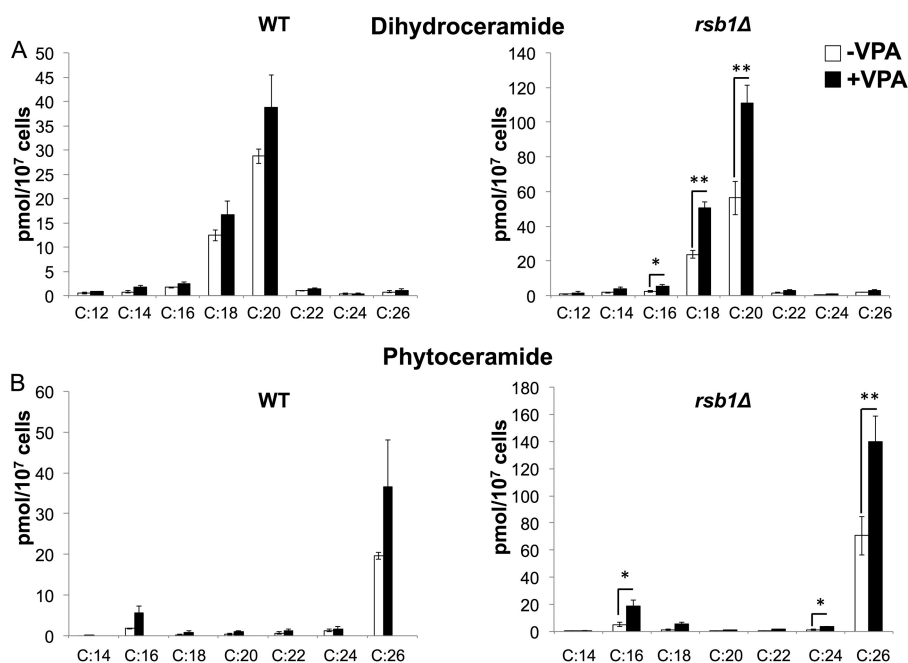 Dihydroceramide
A
WT
rsb1Δ
-VPA
+VPA
pmol/10⁷ cells
50
45
40
35
30
25
20
15
10
5
0
C:12 C:14 C:16 C:18 C:20 C:22 C:24 C:26
pmol/10⁷ cells
140
120
100
80
60
40
20
0
*
**
**
C:12 C:14 C:16 C:18 C:20 C:22 C:24 C:26
Phytoceramide
B
WT
pmol/10⁷ cells
60
50
40
30
20
10
0
C:14 C:16 C:18 C:20 C:22 C:24 C:26
rsb1Δ
pmol/10⁷ cells
180
160
140
120
100
80
60
40
20
0
*
*
**
C:14 C:16 C:18 C:20 C:22 C:24 C:26